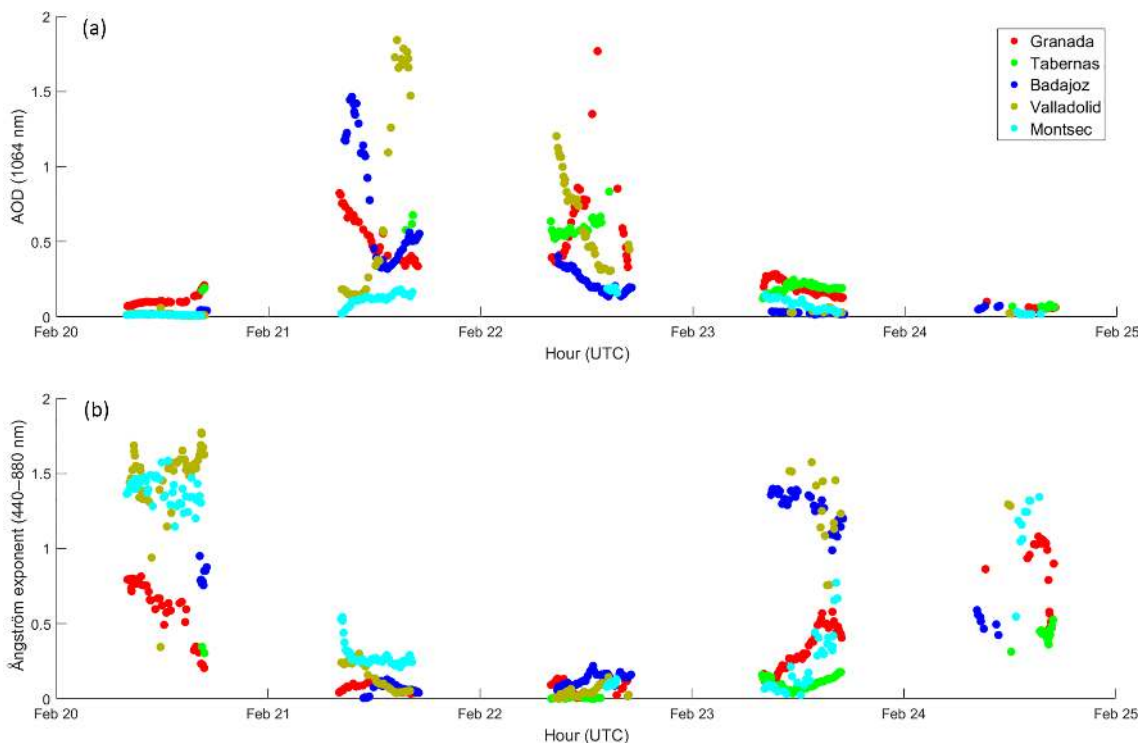 (a)
2
1.5
1
0.5
0
AOD (1064 nm)
Granada
Tabernas
Badajoz
Valladolid
Montsec
Feb 20 Feb 21 Feb 22 Feb 23 Feb 24 Feb 25
Hour (UTC)
(b)
2
1.5
1
0.5
0
Ångström exponent (440–880 nm)
Feb 20 Feb 21 Feb 22 Feb 23 Feb 24 Feb 25
Hour (UTC)